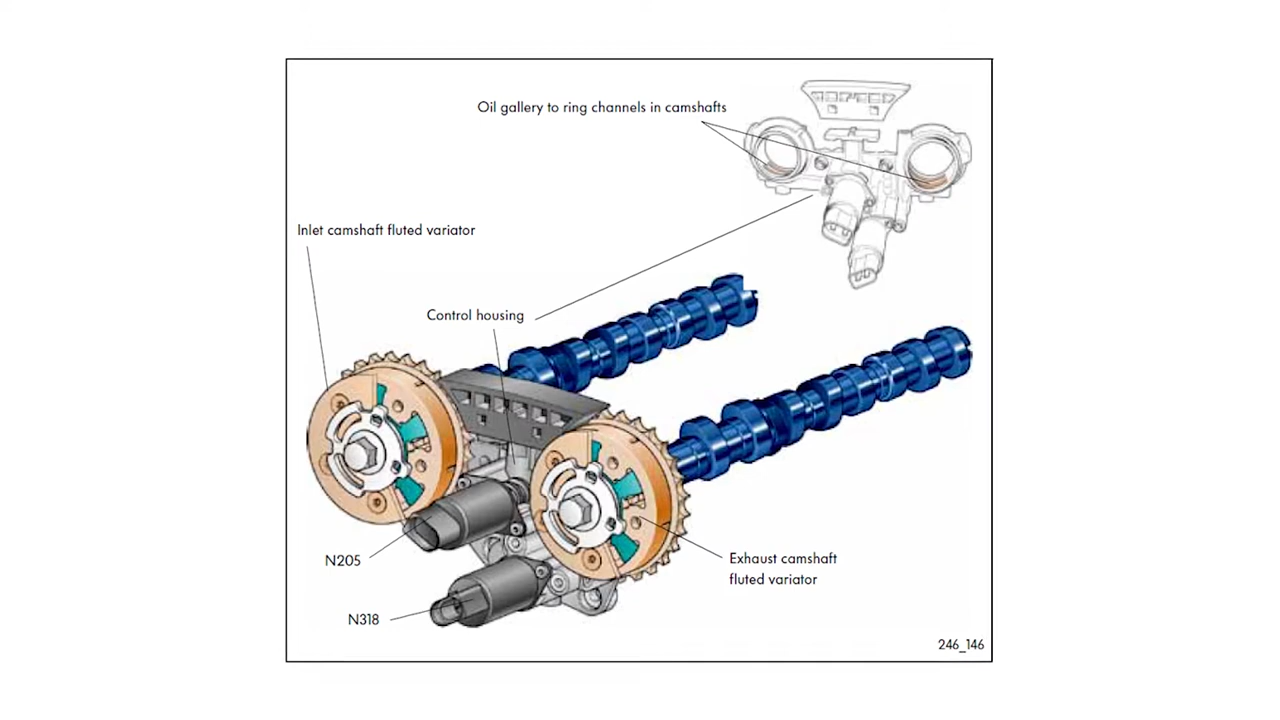 Oil gallery to ring channels in camshafts
Inlet camshaft fluted variator
Control housing
N205
Exhaust camshaft
fluted variator
N318
246_146